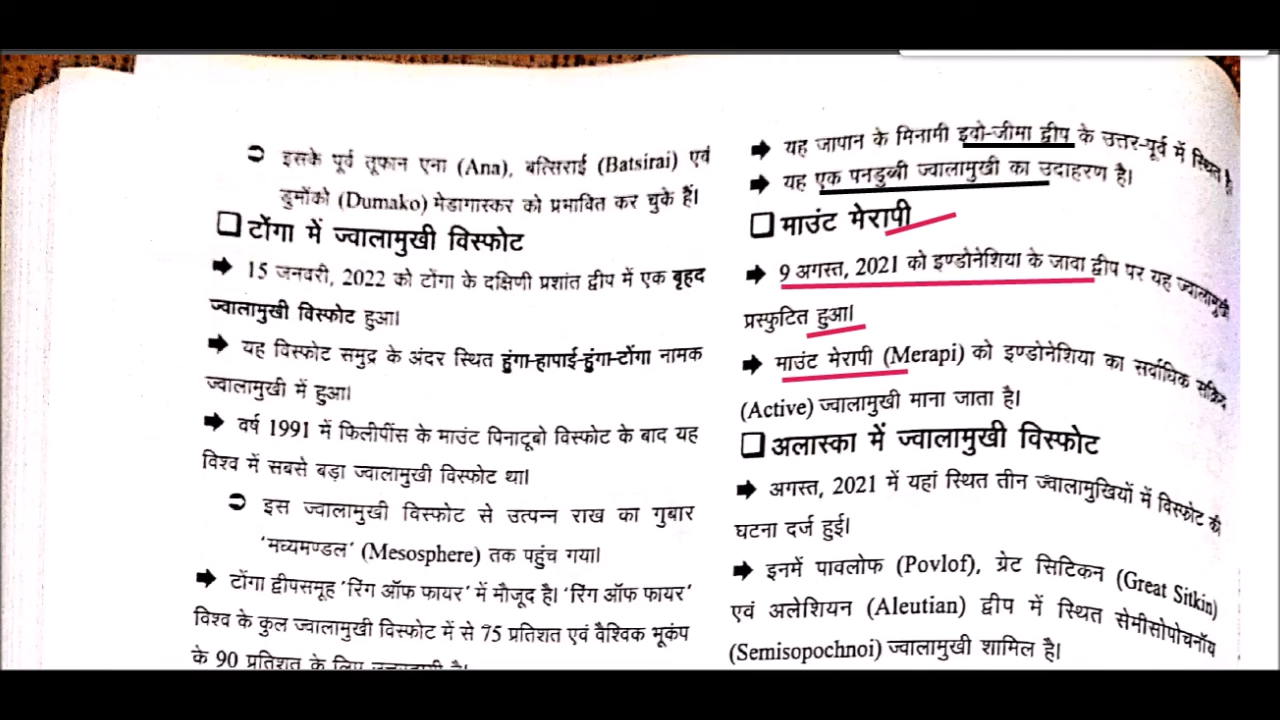 इसके पूर्व तूफान एना (Ana), बत्सिराई (Batsirai) एवं
डुमोंको (Dumako) मेडागास्कर को प्रभावित कर चुके हैं।
टोंगा में ज्वालामुखी विस्फोट
15 जनवरी, 2022 को टोंगा के दक्षिणी प्रशांत द्वीप में एक बृहद
ज्वालामुखी विस्फोट हुआ।
यह विस्फोट समुद्र के अंदर स्थित हुंगा-हापाई-हुंगा-टोंगा नामक
ज्वालामुखी में हुआ।
वर्ष 1991 में फिलीपींस के माउंट पिनादूबो विस्फोट के बाद यह
विश्व में सबसे बड़ा ज्वालामुखी विस्फोट था।
इस ज्वालामुखी विस्फोट से उत्पन्न राख का गुबार
'मध्यमण्डल' (Mesosphere) तक पहुंच गया।
टोंगा द्वीपसमूह 'रिंग ऑफ फायर' में मौजूद है। 'रिंग ऑफ फायर'
विश्व के कुल ज्वालामुखी विस्फोट में से 75 प्रतिशत एवं वैश्विक भूकंप
के 90 प्रतिशत के लिए
यह जापान के मिनामी इवो-जीमा द्वीप के उत्तर-पूर्व में स्थित है
यह एक पनडुब्बी ज्वालामुखी का उदाहरण है।
माउंट मेरापी
9 अगस्त, 2021 को इण्डोनेशिया के जावा द्वीप पर यह ज्वालामुखी
प्रस्फुटित हुआ।
माउंट मेरापी (Merapi) को इण्डोनेशिया का सर्वाधिक सक्रिय
(Active) ज्वालामुखी माना जाता है।
अलास्का में ज्वालामुखी विस्फोट
अगस्त, 2021 में यहां स्थित तीन ज्वालामुखियों में विस्फोट की
घटना दर्ज हुई।
इनमें पावलोफ (Povlof), ग्रेट सिटिकन (Great Sitkin)
एवं अलेशियन (Aleutian) द्वीप में स्थित सेमीसोपोचनॉय
(Semisopochnoi) ज्वालामुखी शामिल है।